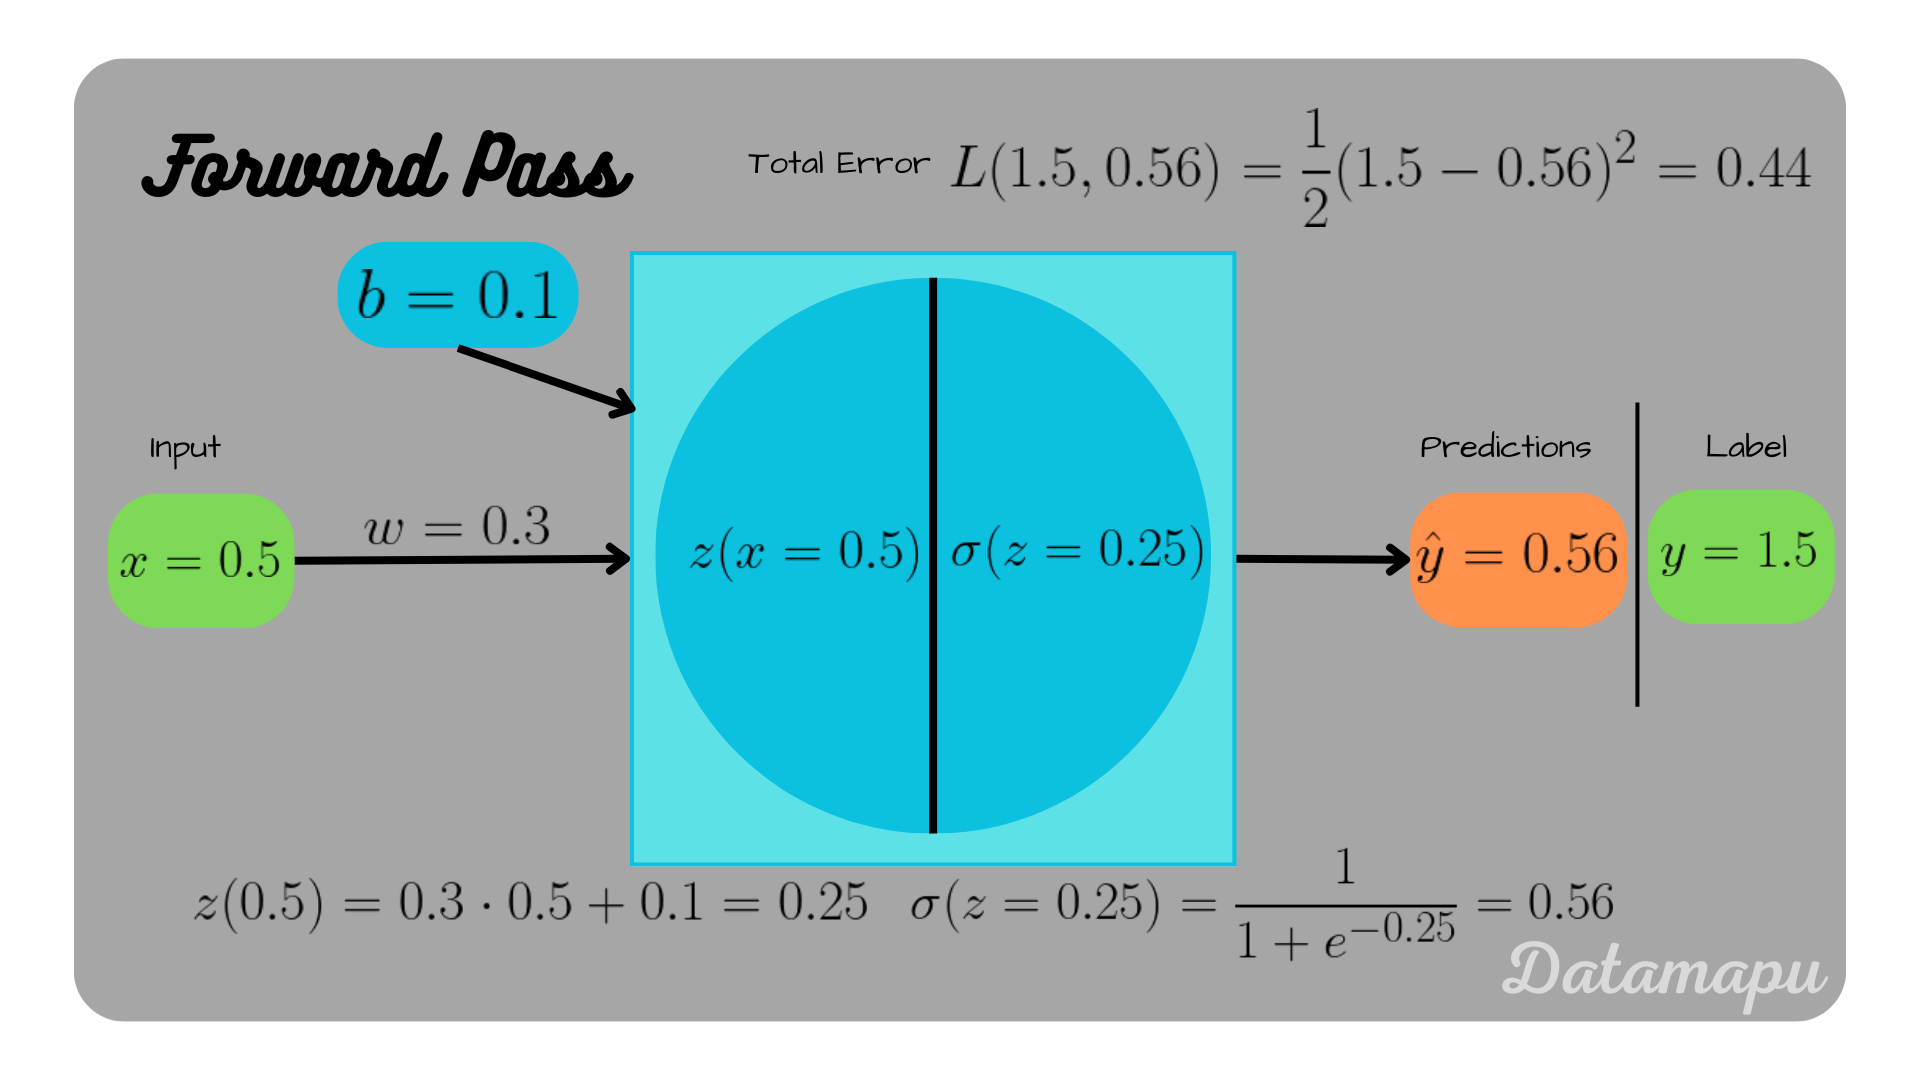 Forward Pass
Total Error L(1.5, 0.56) = \frac{1}{2}(1.5 − 0.56)^2 = 0.44
b = 0.1
Input
Predictions
Label
w = 0.3
x = 0.5
z(x = 0.5)
σ(z = 0.25)
ŷ = 0.56
y = 1.5
z(0.5) = 0.3 · 0.5 + 0.1 = 0.25
σ(z = 0.25) = \frac{1}{1 + e^{−0.25}} = 0.56
Datamapu